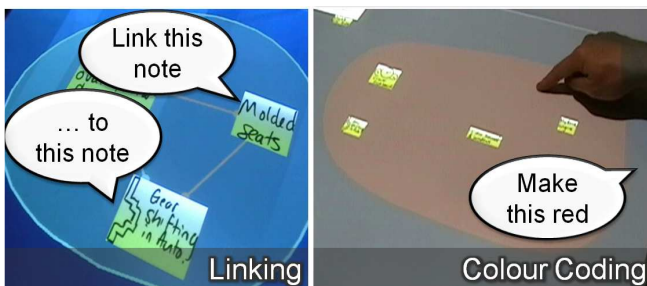 Link this
note
Molded
seats
… to
this note
Gear
shifting
in Auto.
Linking
Make
this red
Colour Coding